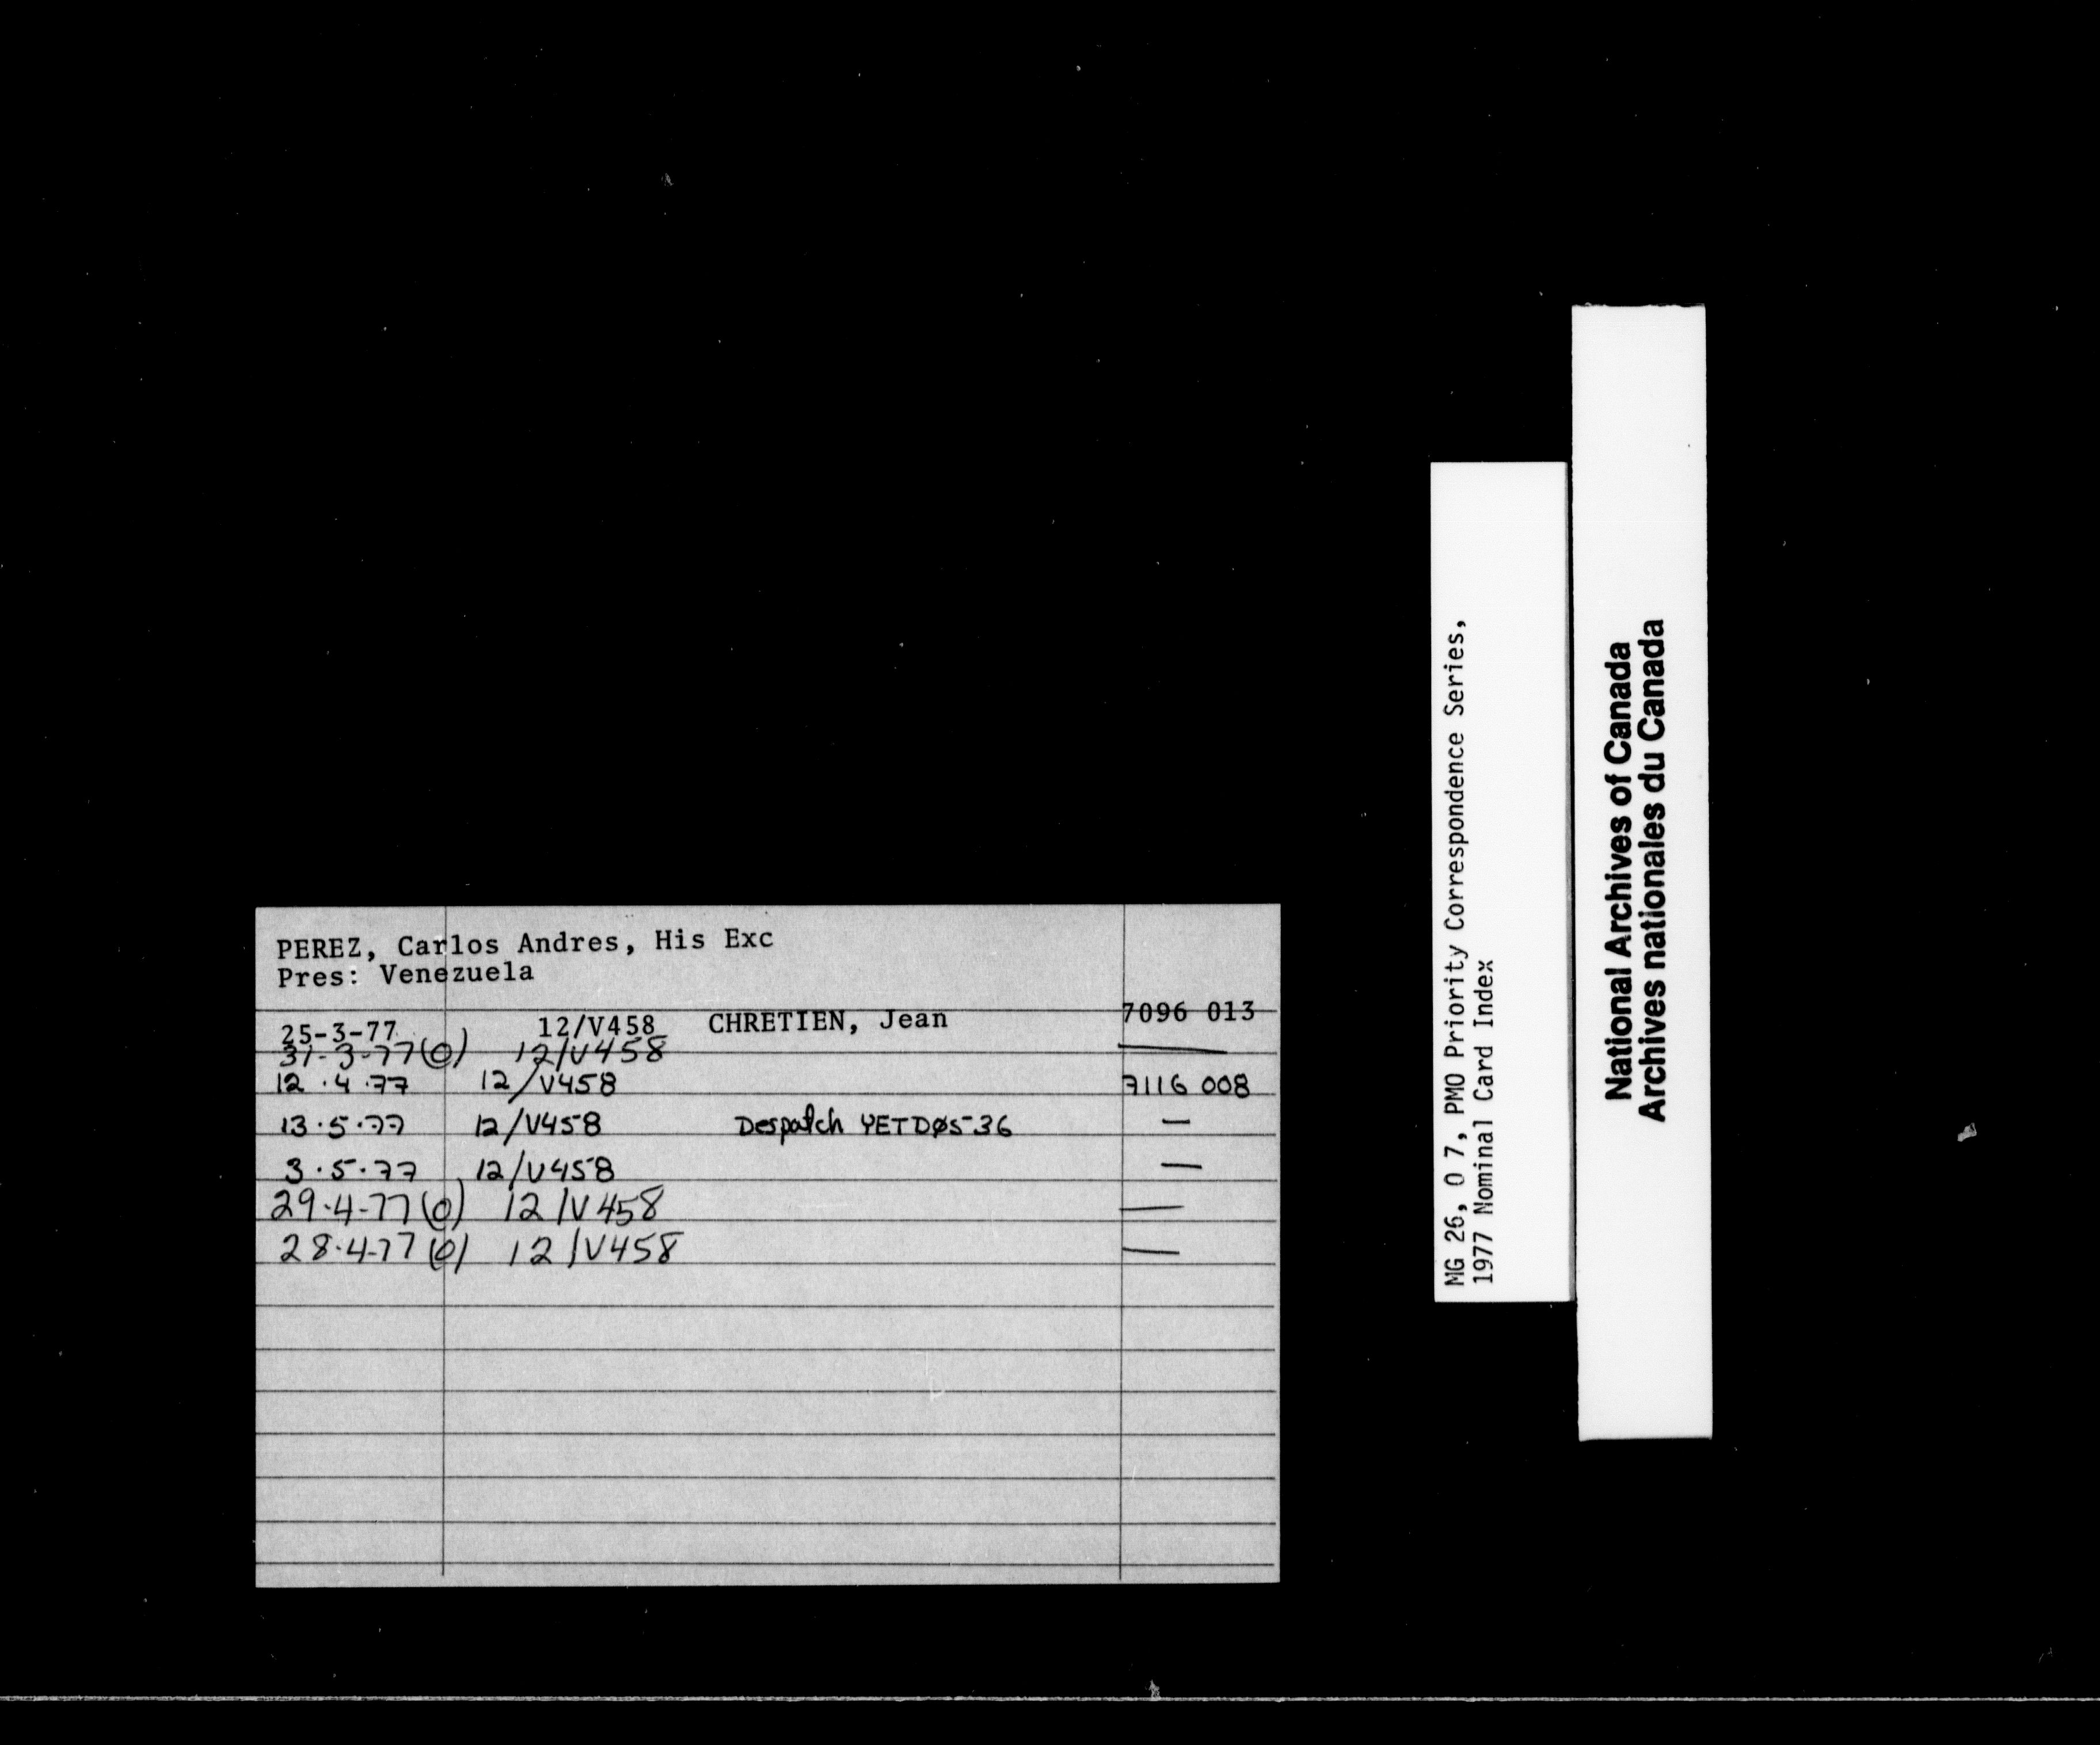 PEREZ, Carlos Andres, His Exc
Pres: Venezuela
25-3-77 12/V458 CHRETIEN, Jean 7096 013
31-3-77(0) 12/V458 —
12.4.77 12/V458 7116 008
13.5.77 12/V458 Despatch YETDØS-36 —
3.5.77 12/V458 —
29.4-77(0) 12/V458 —
28.4-77(0) 12/V458 —
MG 26, O 7, PMO Priority Correspondence Series,
1977 Nominal Card Index
National Archives of Canada
Archives nationales du Canada